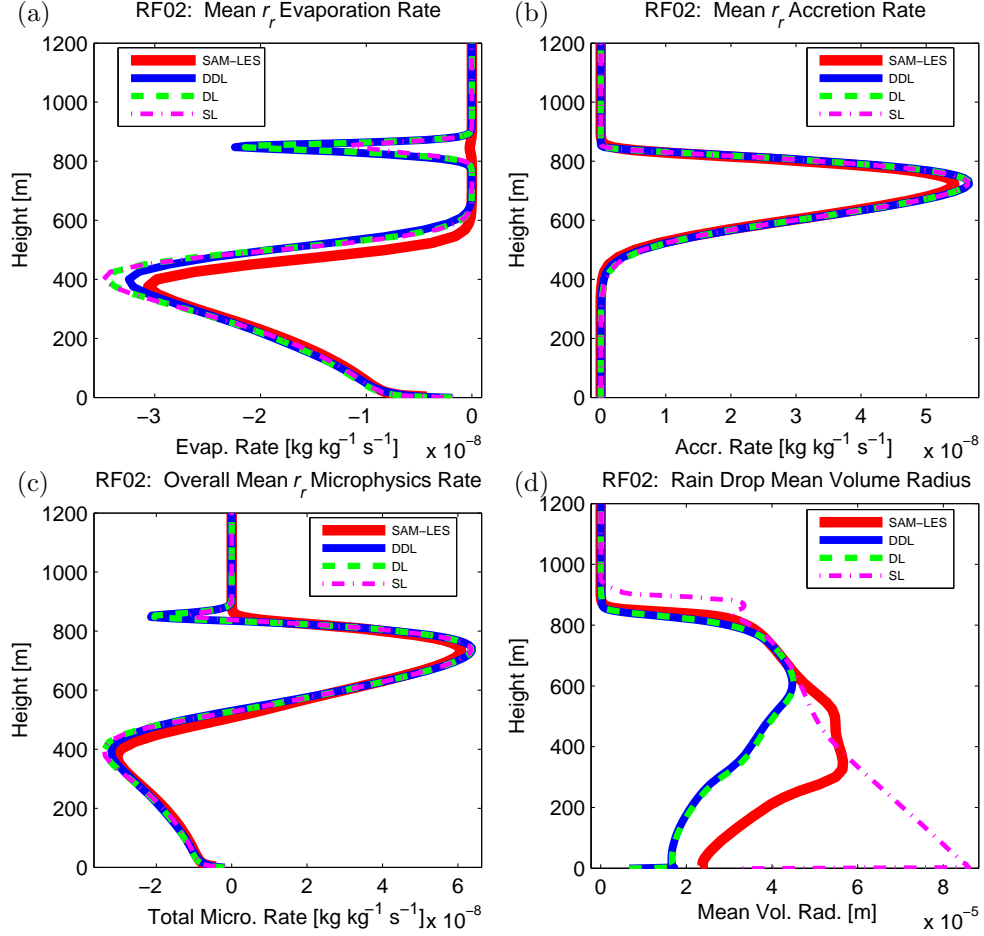 (a)
RF02: Mean r_r Evaporation Rate
1200
1000
800
600
400
200
0
Height [m]
SAM−LES
DDL
DL
SL
−3
−2
−1
0
Evap. Rate [kg kg⁻¹ s⁻¹]
x 10⁻⁸
(b)
RF02: Mean r_r Accretion Rate
1200
1000
800
600
400
200
0
Height [m]
SAM−LES
DDL
DL
SL
0
1
2
3
4
5
Accr. Rate [kg kg⁻¹ s⁻¹]
x 10⁻⁸
(c)
RF02: Overall Mean r_r Microphysics Rate
1200
1000
800
600
400
200
0
Height [m]
SAM−LES
DDL
DL
SL
−2
0
2
4
6
Total Micro. Rate [kg kg⁻¹ s⁻¹]
x 10⁻⁸
(d)
RF02: Rain Drop Mean Volume Radius
1200
1000
800
600
400
200
0
Height [m]
SAM−LES
DDL
DL
SL
0
2
4
6
8
Mean Vol. Rad. [m]
x 10⁻⁵